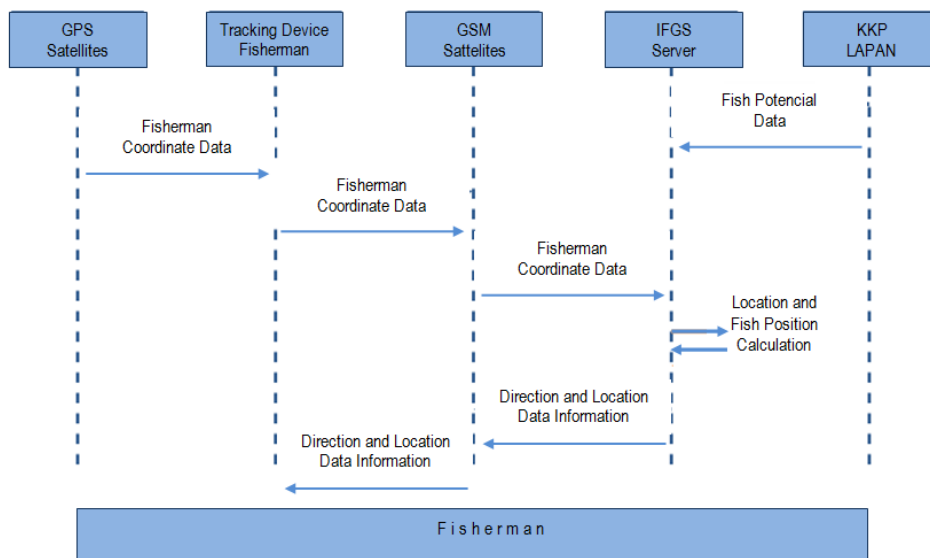 GPS
Satellites
Tracking Device
Fisherman
GSM
Sattelites
IFGS
Server
KKP
LAPAN
Fish Potencial
Data
Fisherman
Coordinate Data
Fisherman
Coordinate Data
Fisherman
Coordinate Data
Location and
Fish Position
Calculation
Direction and Location
Data Information
Direction and Location
Data Information
Fisherman